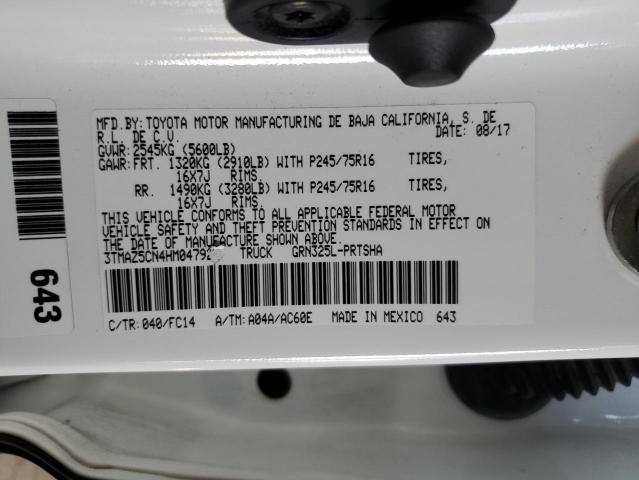 MFD.BY:TOYOTA MOTOR MANUFACTURING DE BAJA CALIFORNIA, S. DE
R.L. DE C.V. DATE: 08/17
GVWR:2545KG (5600LB)
GAWR:FRT. 1320KG (2910LB) WITH P245/75R16 TIRES,
16X7J RIMS,
RR. 1490KG (3280LB) WITH P245/75R16 TIRES,
16X7J RIMS,
THIS VEHICLE CONFORMS TO ALL APPLICABLE FEDERAL MOTOR
VEHICLE SAFETY AND THEFT PREVENTION STANDARDS IN EFFECT ON
THE DATE OF MANUFACTURE SHOWN ABOVE.
TRUCK GRN325L-PRTSHA
C/TR:040/FC14 A/TM:A04A/AC60E MADE IN MEXICO 643
643